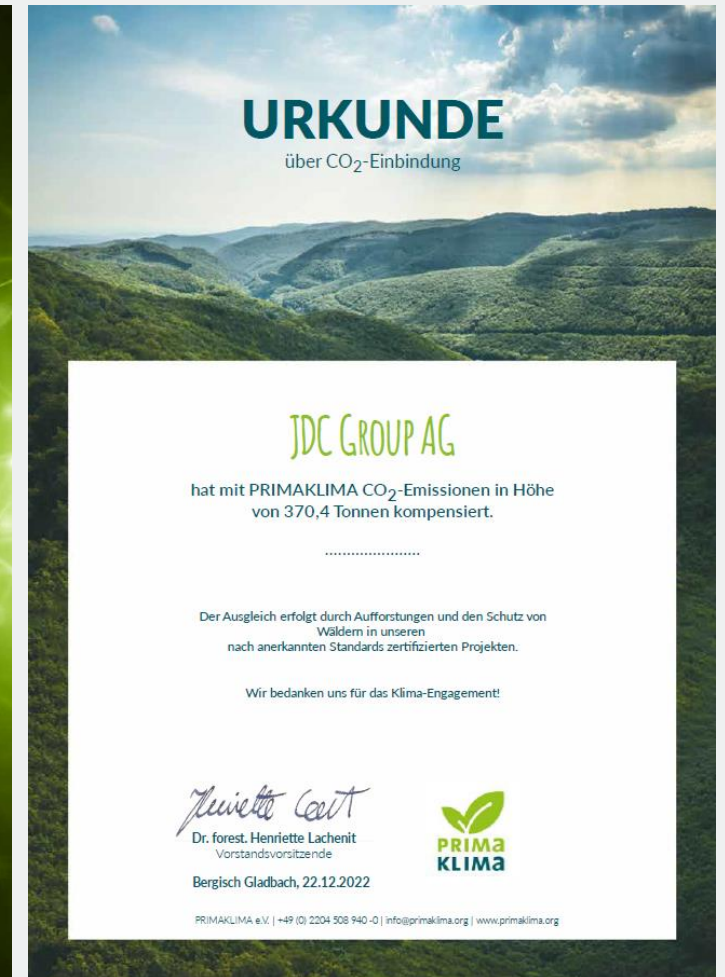 URKUNDE
über CO₂-Einbindung
JDC GROUP AG
hat mit PRIMAKLIMA CO₂-Emissionen in Höhe
von 370,4 Tonnen kompensiert.
......................
Der Ausgleich erfolgt durch Aufforstungen und den Schutz von
Wäldern in unseren
nach anerkannten Standards zertifizierten Projekten.
Wir bedanken uns für das Klima-Engagement!
Dr. forest. Henriette Lachenit
Vorstandsvorsitzende
Bergisch Gladbach, 22.12.2022
PRIMA
KLIMA
PRIMAKLIMA e.V. | +49 (0) 2204 508 940 -0 | info@primaklima.org | www.primaklima.org